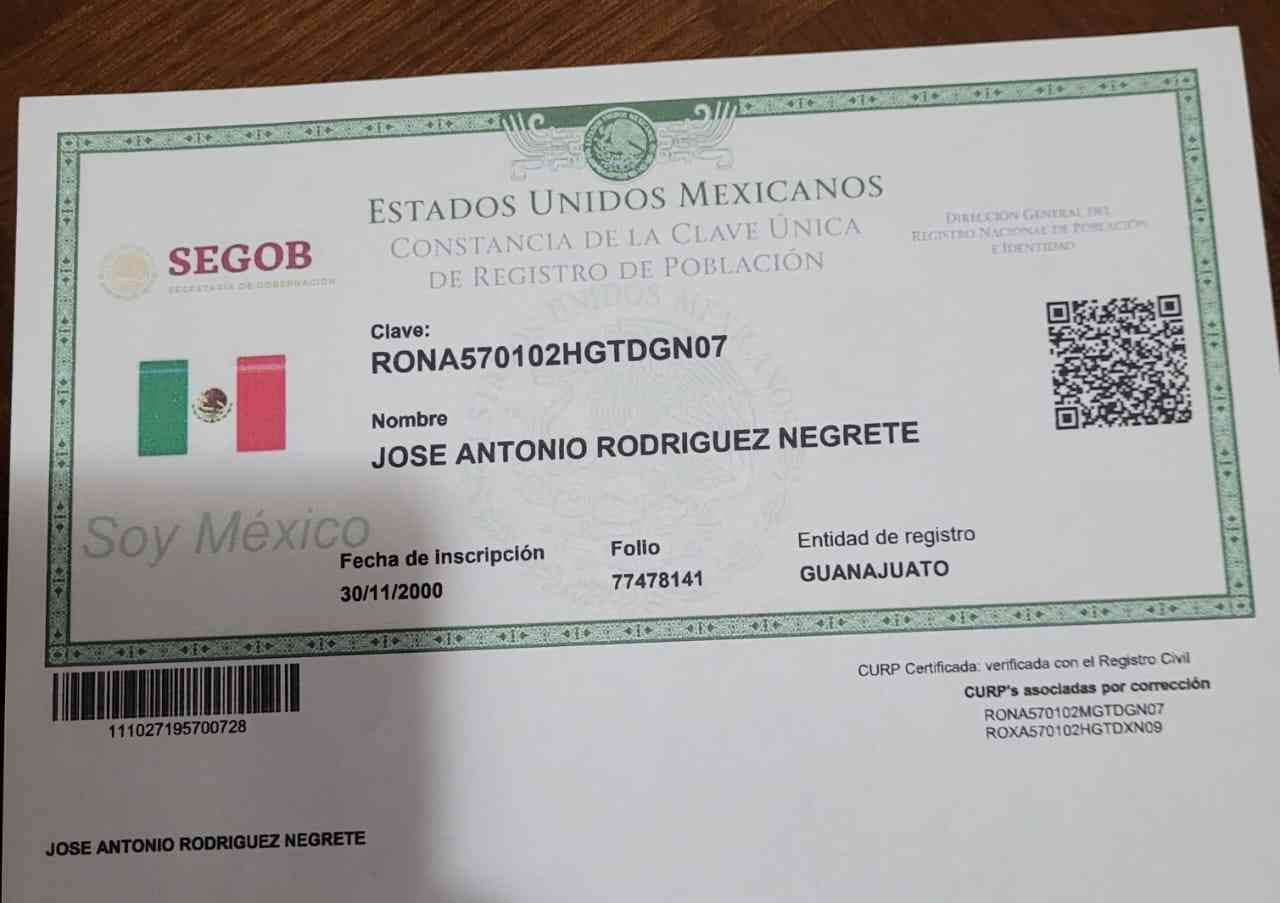 ESTADOS UNIDOS MEXICANOS
CONSTANCIA DE LA CLAVE ÚNICA
DE REGISTRO DE POBLACIÓN
DIRECCIÓN GENERAL DEL
REGISTRO NACIONAL DE POBLACIÓN
E IDENTIDAD
SEGOB
SECRETARÍA DE GOBERNACIÓN
Clave:
RONA570102HGTDGN07
Nombre
JOSE ANTONIO RODRIGUEZ NEGRETE
Soy México
Fecha de inscripción
30/11/2000
Folio
77478141
Entidad de registro
GUANAJUATO
111027195700728
CURP Certificada: verificada con el Registro Civil
CURP's asociadas por corrección
RONA570102MGTDGN07
ROXA570102HGTDXN09
JOSE ANTONIO RODRIGUEZ NEGRETE